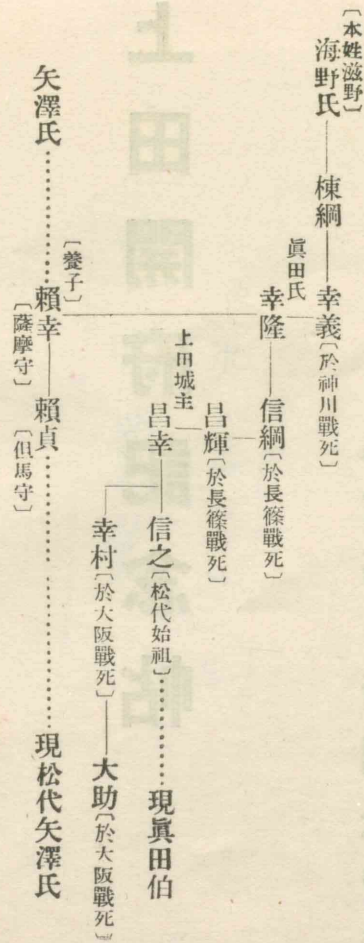 〔本姓滋野〕
海野氏――棟綱――幸義〔於神川戰死〕
眞田氏
幸隆――信綱〔於長篠戰死〕
昌輝〔於長篠戰死〕
上田城主
昌幸――信之〔松代始祖〕………現眞田伯
幸村〔於大阪戰死〕――大助〔於大阪戰死〕
〔養子〕
矢澤氏………賴幸――賴貞………現松代矢澤氏
〔薩摩守〕〔但馬守〕